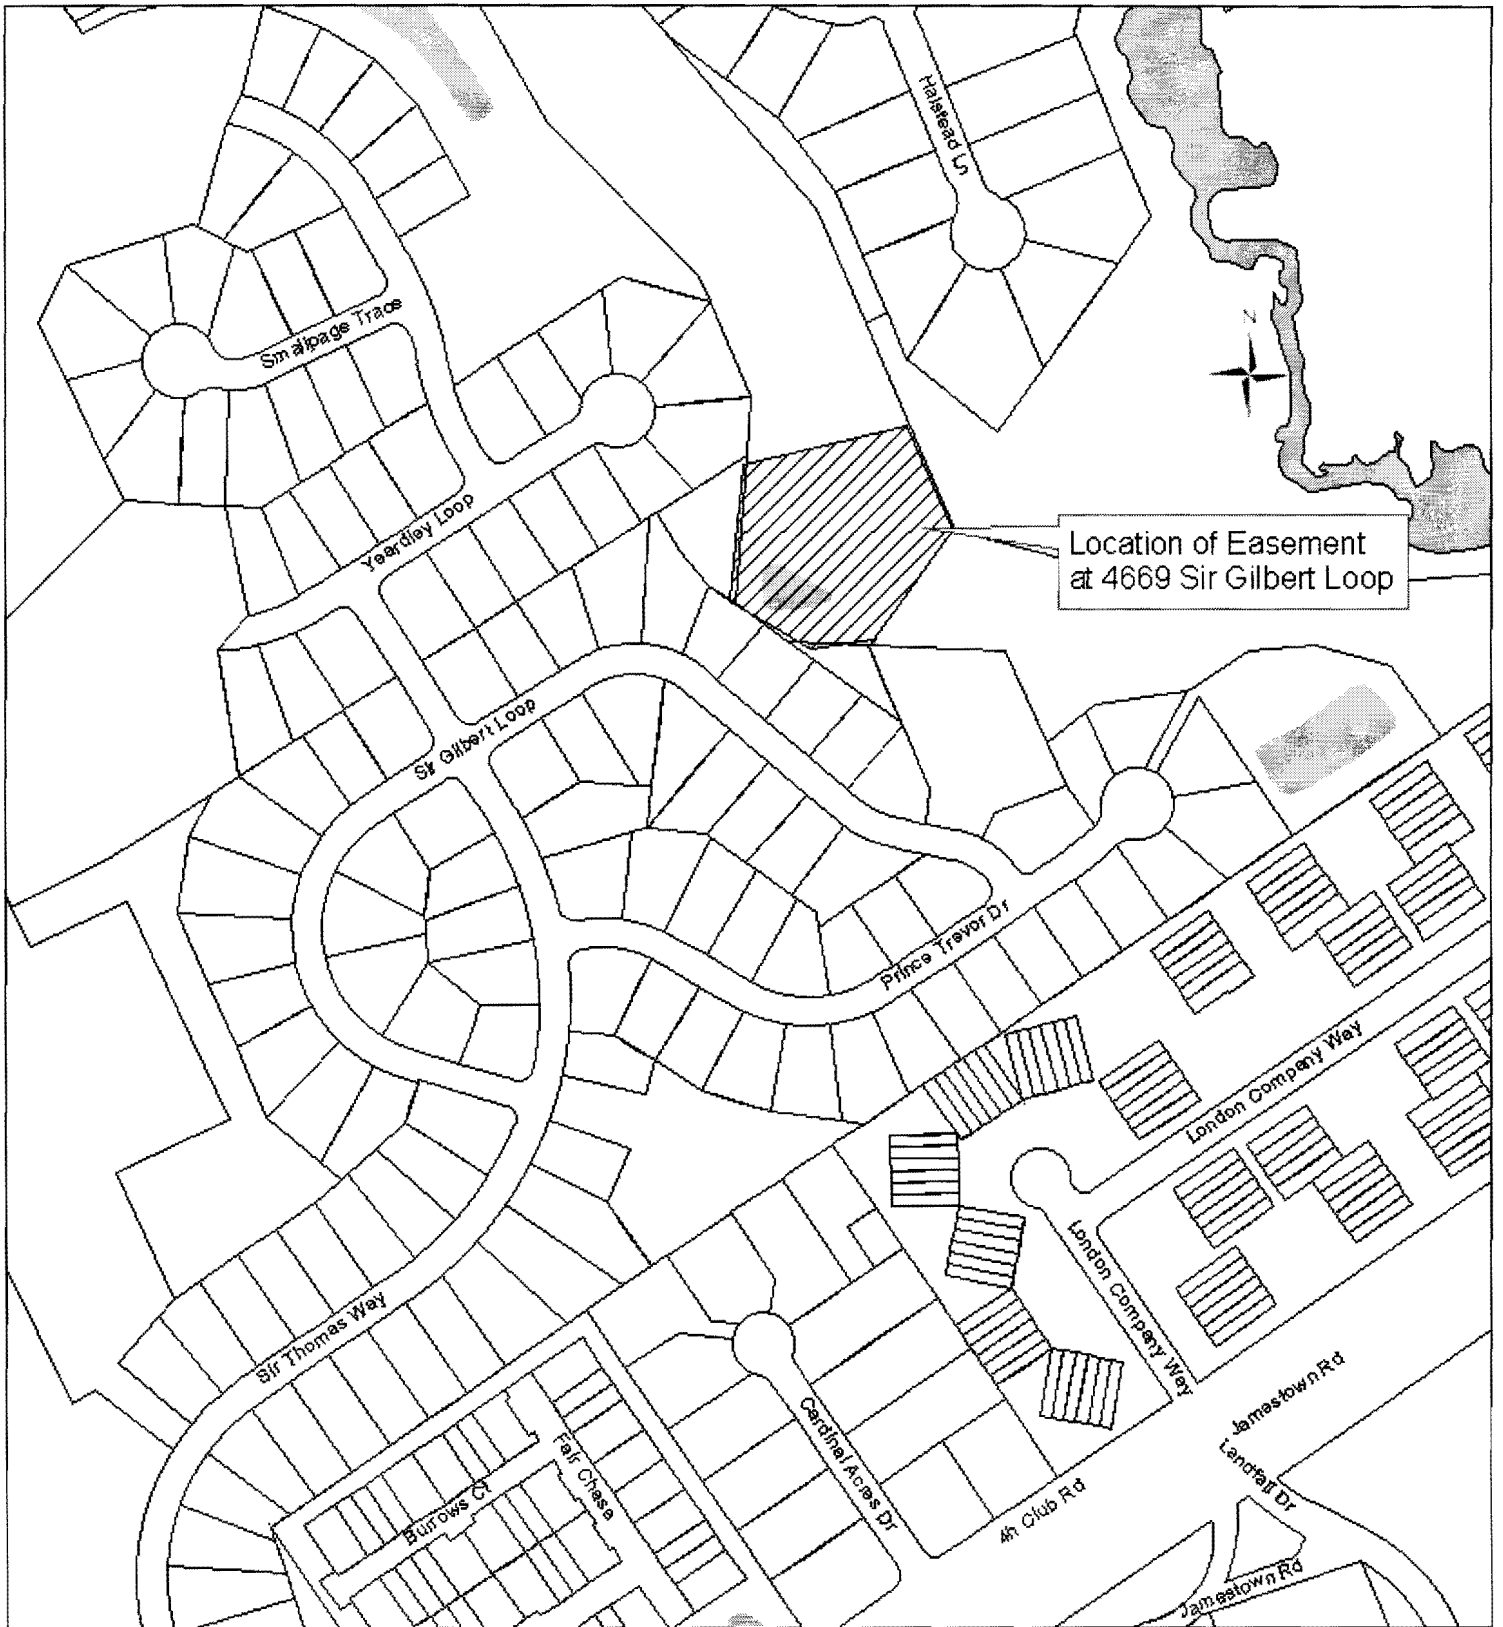 Halstead Ls
Smallpage Trace
N
Yeardley Loop
Location of Easement
at 4669 Sir Gilbert Loop
Sir Gilbert Loop
Prince Trevor Dr
London Company Way
London Company Way
Sir Thomas Way
Jamestown Rd
Cardinal Acres Dr
Fair Chase
Landfall Dr
Burrows Ct
4h Club Rd
Jamestown Rd